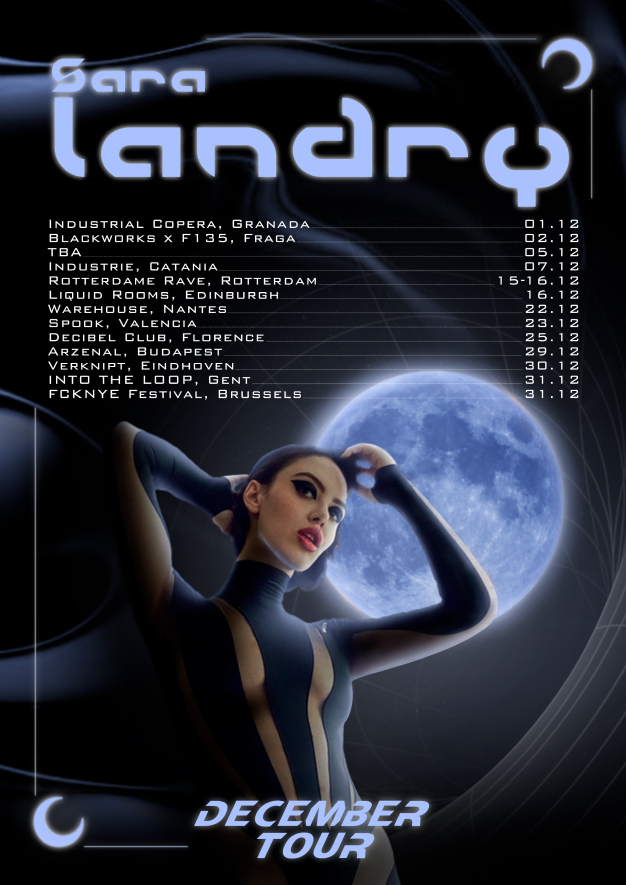 Sara
landry
Industrial Copera, Granada 01.12
Blackworks x F135, Fraga 02.12
TBA 05.12
Industrie, Catania 07.12
Rotterdame Rave, Rotterdam 15-16.12
Liquid Rooms, Edinburgh 16.12
Warehouse, Nantes 22.12
Spook, Valencia 23.12
Decibel Club, Florence 25.12
Arzenal, Budapest 29.12
Verknipt, Eindhoven 30.12
INTO THE LOOP, Gent 31.12
FCKNYE Festival, Brussels 31.12
DECEMBER
TOUR